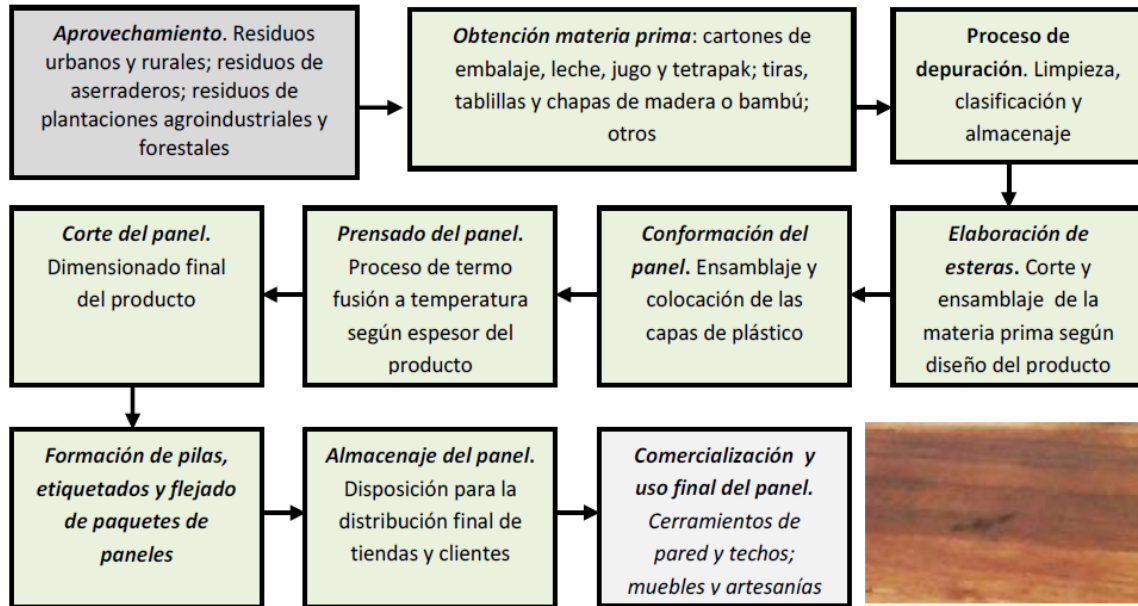 Aprovechamiento. Residuos
urbanos y rurales; residuos de
aserraderos; residuos de
plantaciones agroindustriales y
forestales
Obtención materia prima: cartones de
embalaje, leche, jugo y tetrapak; tiras,
tablillas y chapas de madera o bambú;
otros
Proceso de
depuración. Limpieza,
clasificación y
almacenaje
Elaboración de
esteras. Corte y
ensamblaje de la
materia prima según
diseño del producto
Conformación del
panel. Ensamblaje y
colocación de las
capas de plástico
Prensado del panel.
Proceso de termo
fusión a temperatura
según espesor del
producto
Corte del panel.
Dimensionado final
del producto
Formación de pilas,
etiquetados y flejado
de paquetes de
paneles
Almacenaje del panel.
Disposición para la
distribución final de
tiendas y clientes
Comercialización y
uso final del panel.
Cerramientos de
pared y techos;
muebles y artesanías